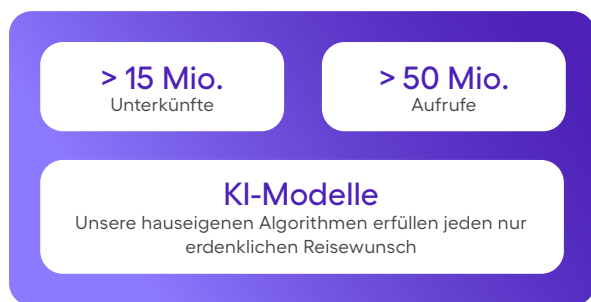 > 15 Mio.
Unterkünfte
> 50 Mio.
Aufrufe
KI-Modelle
Unsere hauseigenen Algorithmen erfüllen jeden nur
erdenklichen Reisewunsch